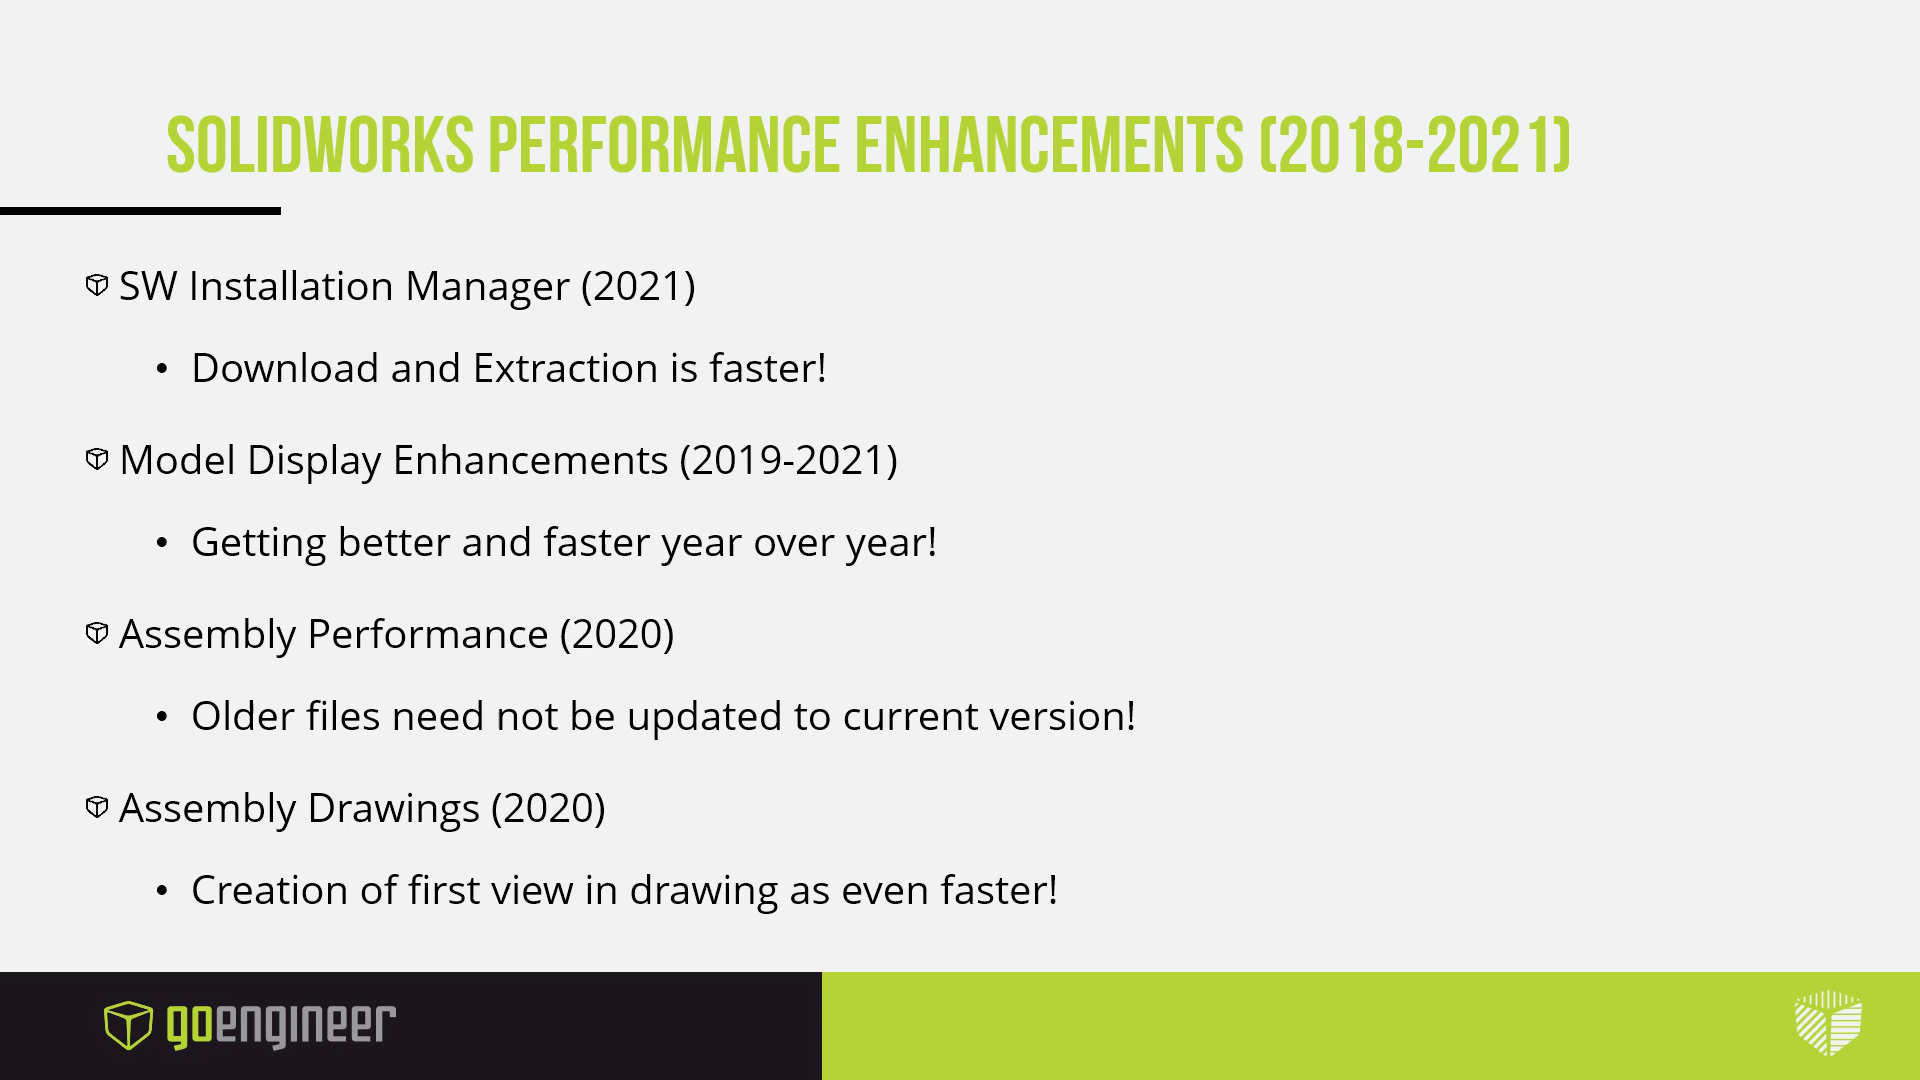 SOLIDWORKS PERFORMANCE ENHANCEMENTS (2018-2021)
SW Installation Manager (2021)
• Download and Extraction is faster!
Model Display Enhancements (2019-2021)
• Getting better and faster year over year!
Assembly Performance (2020)
• Older files need not be updated to current version!
Assembly Drawings (2020)
• Creation of first view in drawing as even faster!
goengineer